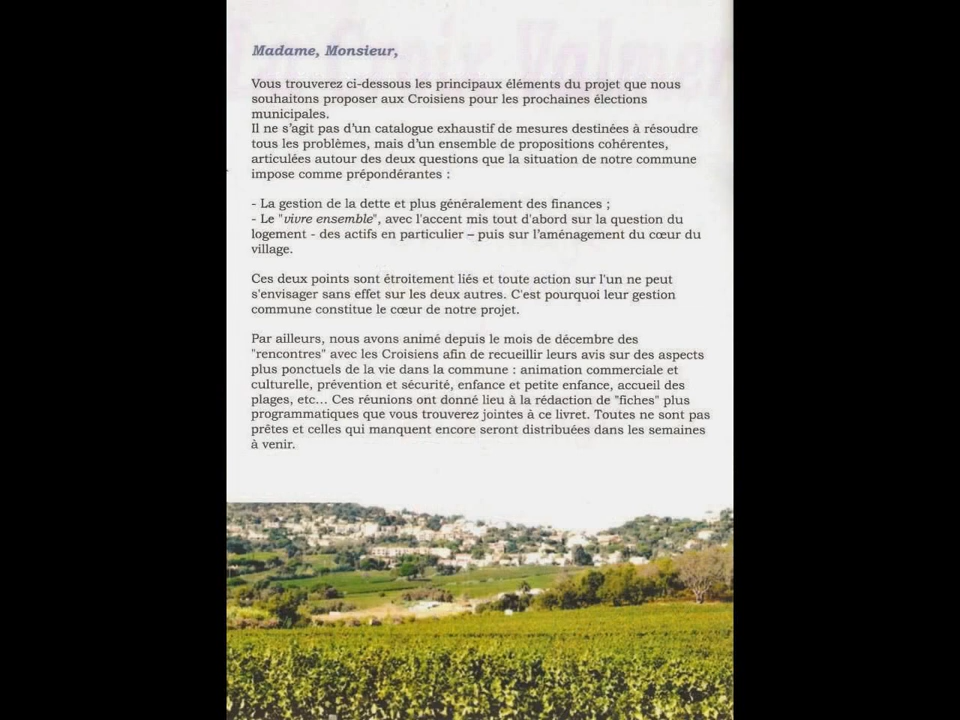 Madame, Monsieur,
Vous trouverez ci-dessous les principaux éléments du projet que nous
souhaitons proposer aux Croisiens pour les prochaines élections
municipales.
Il ne s'agit pas d'un catalogue exhaustif de mesures destinées à résoudre
tous les problèmes, mais d'un ensemble de propositions cohérentes,
articulées autour des deux questions que la situation de notre commune
impose comme prépondérantes :
- La gestion de la dette et plus généralement des finances ;
- Le "vivre ensemble", avec l'accent mis tout d'abord sur la question du
logement - des actifs en particulier – puis sur l'aménagement du cœur du
village.
Ces deux points sont étroitement liés et toute action sur l'un ne peut
s'envisager sans effet sur les deux autres. C'est pourquoi leur gestion
commune constitue le cœur de notre projet.
Par ailleurs, nous avons animé depuis le mois de décembre des
"rencontres" avec les Croisiens afin de recueillir leurs avis sur des aspects
plus ponctuels de la vie dans la commune : animation commerciale et
culturelle, prévention et sécurité, enfance et petite enfance, accueil des
plages, etc... Ces réunions ont donné lieu à la rédaction de "fiches" plus
programmatiques que vous trouverez jointes à ce livret. Toutes ne sont pas
prêtes et celles qui manquent encore seront distribuées dans les semaines
à venir.